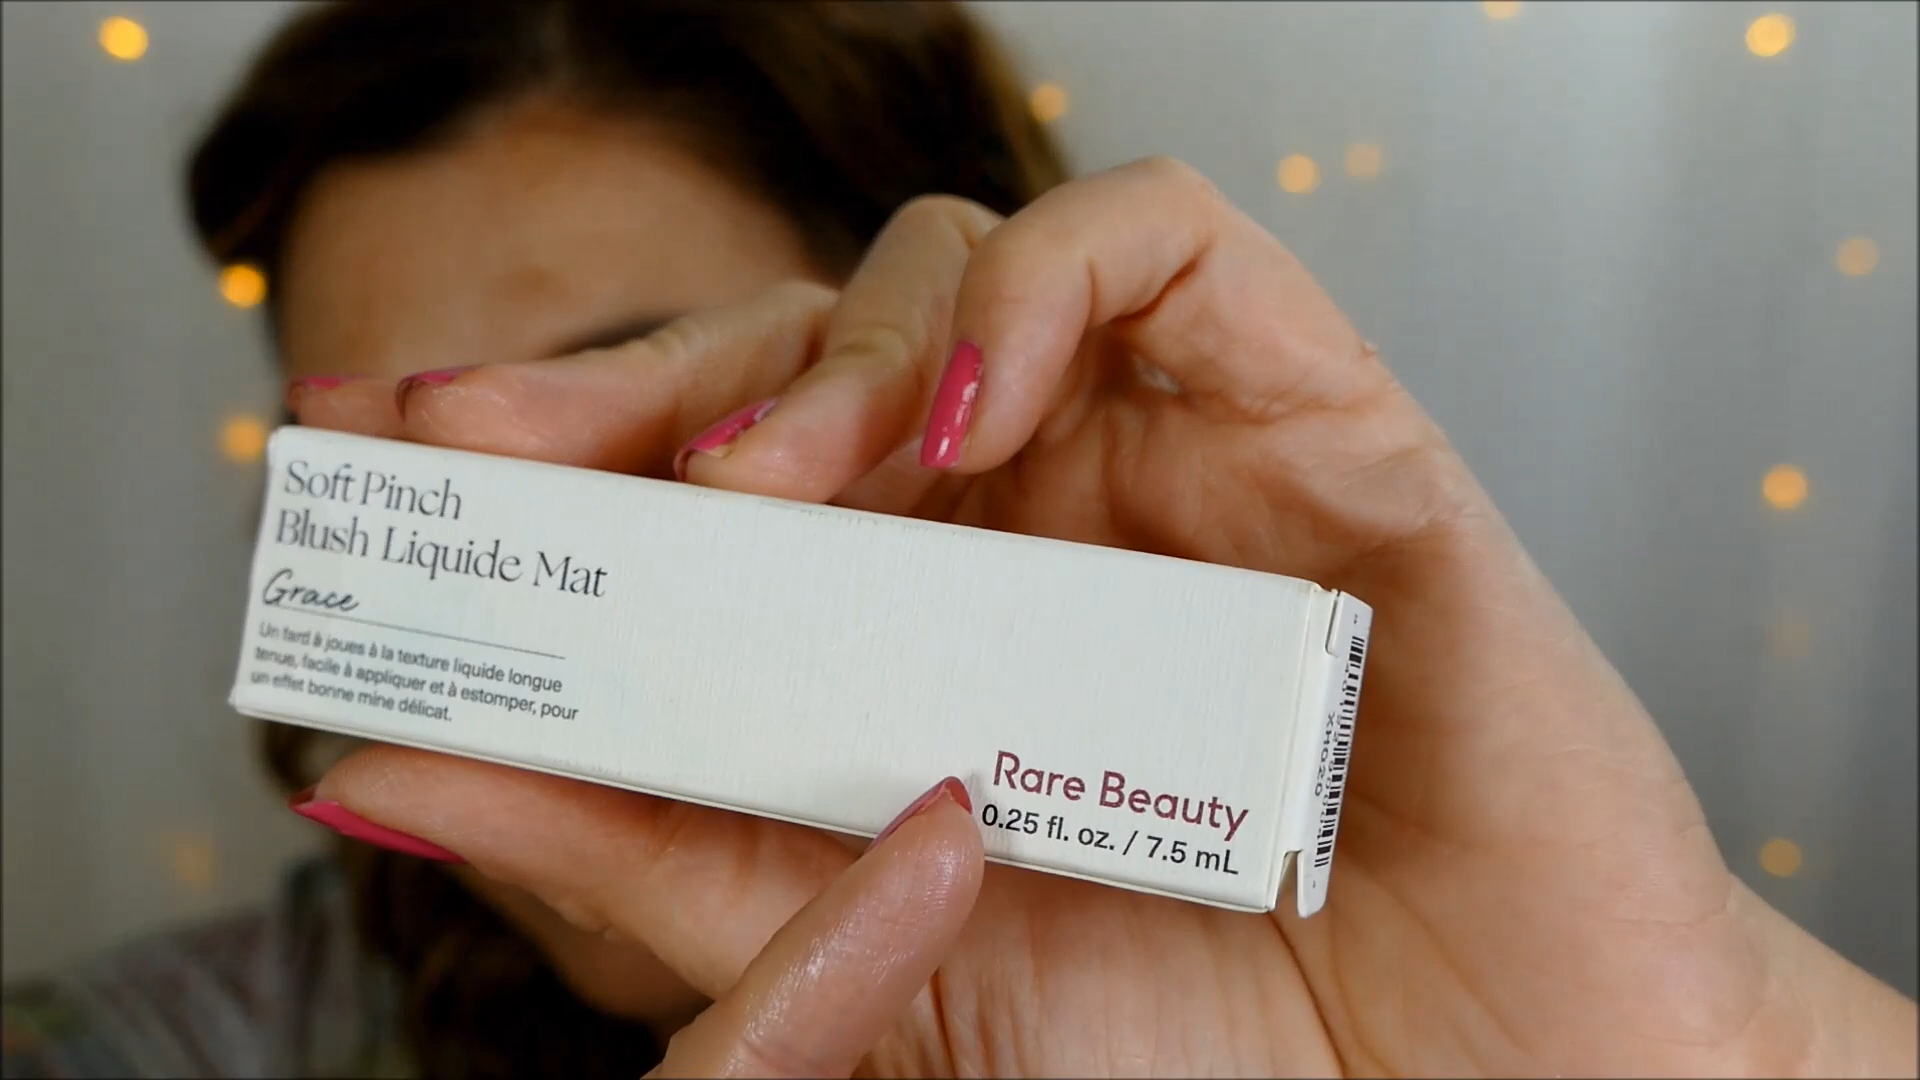 Soft Pinch
Blush Liquide Mat
Grace
Un fard à joues à la texture liquide longue
tenue, facile à appliquer et à estomper, pour
un effet bonne mine délicat.
Rare Beauty
0.25 fl. oz. / 7.5 mL